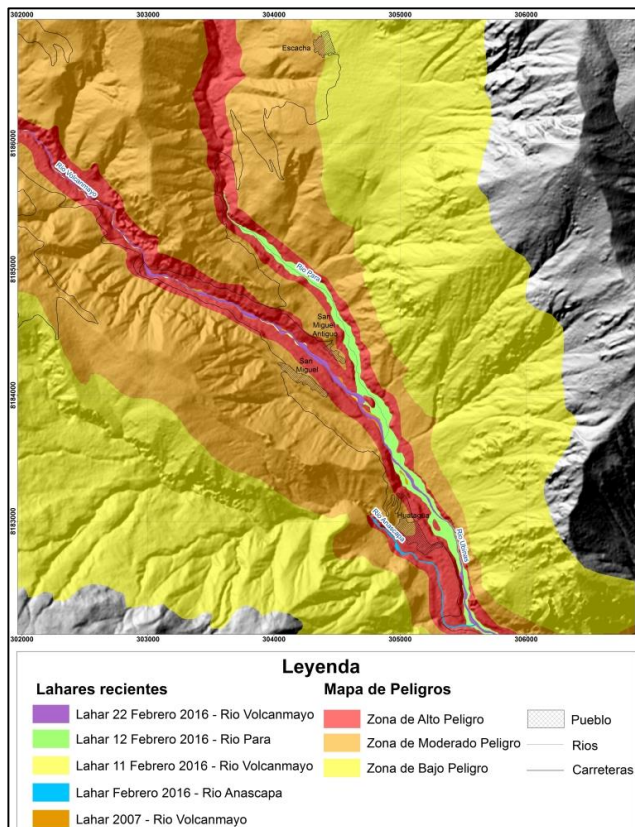 302000 303000 304000 305000 306000
Escacha
8186000
Rio Volcanmayo
8185000
Rio Para
San
Miguel
Antiguo
San
Miguel
8184000
8183000
Rio Anascapa
Huatagua
Rio Ubinas
302000 303000 304000 305000 306000
Leyenda
Lahares recientes
Lahar 22 Febrero 2016 - Rio Volcanmayo
Lahar 12 Febrero 2016 - Rio Para
Lahar 11 Febrero 2016 - Rio Volcanmayo
Lahar Febrero 2016 - Rio Anascapa
Lahar 2007 - Rio Volcanmayo
Mapa de Peligros
Zona de Alto Peligro
Zona de Moderado Peligro
Zona de Bajo Peligro
Pueblo
Rios
Carreteras